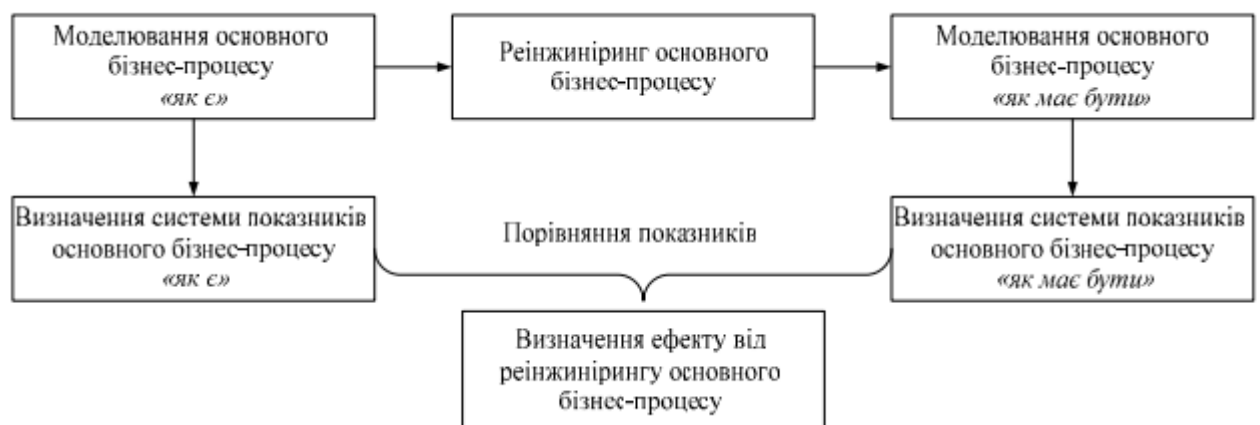 Моделювання основного
бізнес-процесу
«як є»
Реінжиніринг основного
бізнес-процесу
Моделювання основного
бізнес-процесу
«як має бути»
Визначення системи показників
основного бізнес-процесу
«як є»
Порівняння показників
Визначення системи показників
основного бізнес-процесу
«як має бути»
Визначення ефекту від
реінжинірингу основного
бізнес-процесу